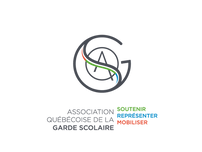 ASSOCIATION
QUÉBÉCOISE DE LA
GARDE SCOLAIRE
SOUTENIR
REPRÉSENTER
MOBILISER